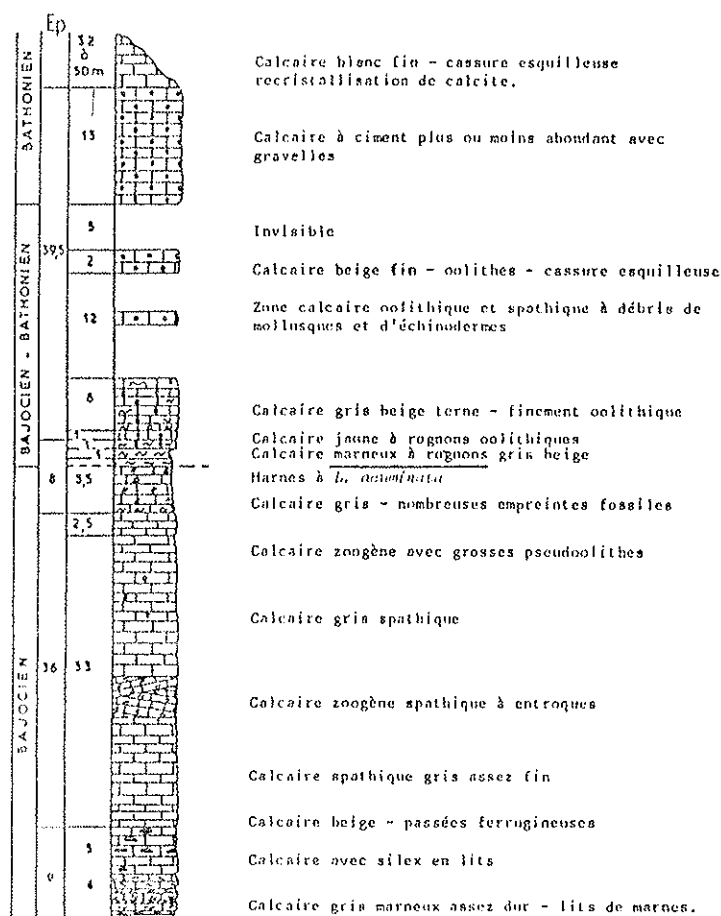 Ep
32
à
50m
Calcaire blanc fin - cassure esquilleuse
recristallisation de calcite.
BATHONIEN
13
Calcaire à ciment plus ou moins abondant avec
gravelles
5
Invisible
39,5
2
Calcaire beige fin - oolithes - cassure esquilleuse
BAJOCIEN - BATHONIEN
12
Zone calcaire oolithique et spathique à débris de
mollusques et d'échinodermes
8
Calcaire gris beige terne - finement oolithique
1
Calcaire jaune à rognons oolithiques
1
Calcaire marneux à rognons gris beige
8
3,5
Marnes à L. acuminata
Calcaire gris - nombreuses empreintes fossiles
2,5
Calcaire zoogène avec grosses pseudoolithes
Calcaire gris spathique
BAJOCIEN
36
33
Calcaire zoogène spathique à entroques
Calcaire spathique gris assez fin
Calcaire beige - passées ferrugineuses
5
Calcaire avec silex en lits
9
4
Calcaire gris marneux assez dur - lits de marnes.